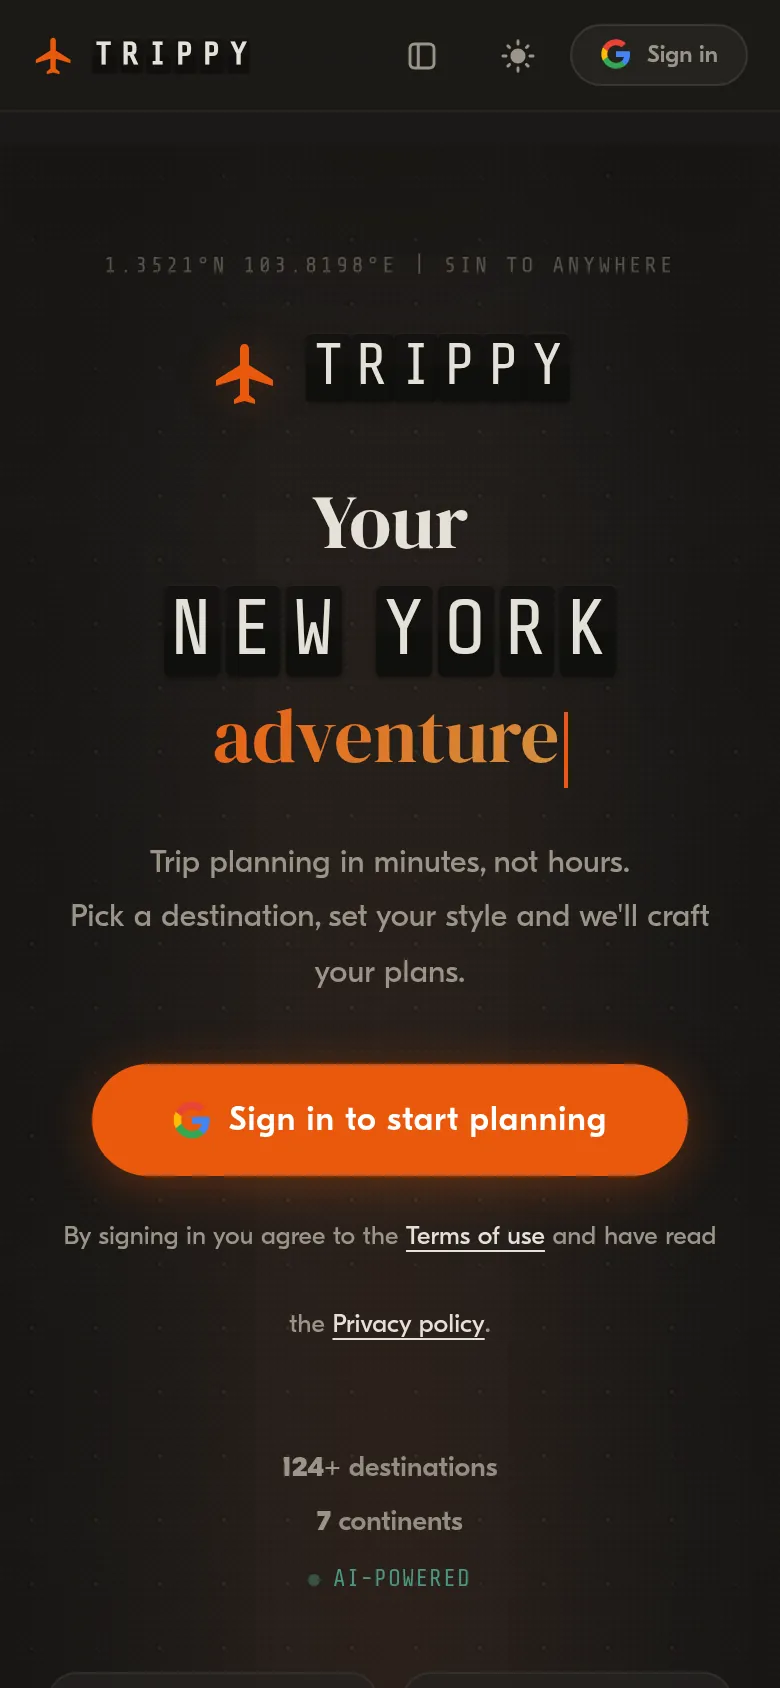 TRIPPY
Sign in
1.3521°N 103.8198°E | SIN TO ANYWHERE
TRIPPY
Your
NEW YORK
adventure
Trip planning in minutes, not hours.
Pick a destination, set your style and we'll craft
your plans.
Sign in to start planning
By signing in you agree to the Terms of use and have read
the Privacy policy.
124+ destinations
7 continents
AI-POWERED